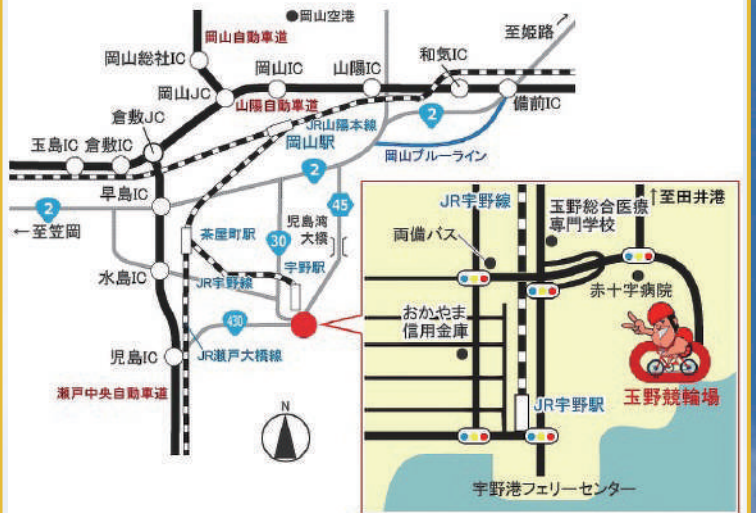 岡山空港
岡山自動車道
至姫路
岡山総社IC
岡山IC
山陽IC
和気IC
岡山JC
山陽自動車道
備前IC
倉敷JC
JR山陽本線
2
岡山駅
玉島IC
倉敷IC
岡山ブルーライン
2
早島IC
2
45
←至笠岡
茶屋町駅
児島湾
大橋
30
宇野駅
水島IC
JR宇野線
430
児島IC
JR瀬戸大橋線
瀬戸中央自動車道
N
JR宇野線
玉野総合医療
専門学校
↑至田井港
両備バス
赤十字病院
おかやま
信用金庫
玉野競輪場
JR宇野駅
宇野港フェリーセンター